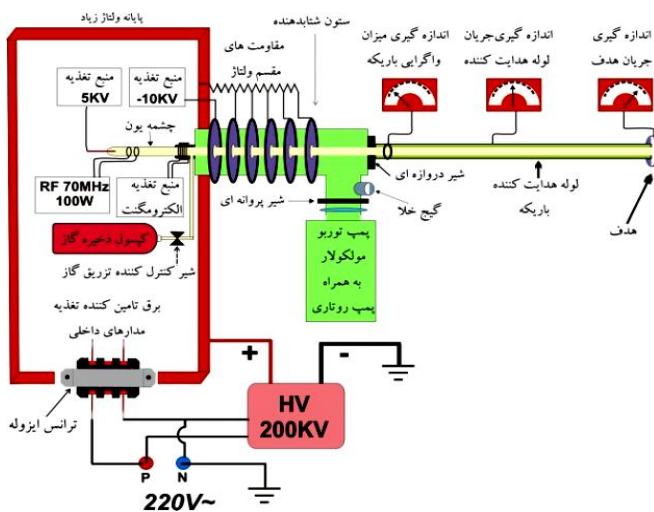 پایانه ولتاژ زیاد
ستون شتابدهنده
مقاومت های
مقسم ولتاژ
اندازه گیری میزان
واگرایی باریکه
اندازه گیری جریان
لوله هدایت کننده
اندازه گیری
جریان هدف
منبع تغذیه
5KV
منبع تغذیه
-10KV
چشمه یون
RF 70MHz
100W
منبع تغذیه
الکترومگنت
کپسول ذخیره گاز
شیر کنترل کننده تزریق گاز
شیر پروانه ای
گیج خلا
شیر دروازه ای
لوله هدایت کننده
باریکه
هدف
پمپ توربو
مولکولار
به همراه
پمپ روتاری
برق تامین کننده تغذیه
مدارهای داخلی
ترانس ایزوله
+
-
HV
200KV
P
N
220V~